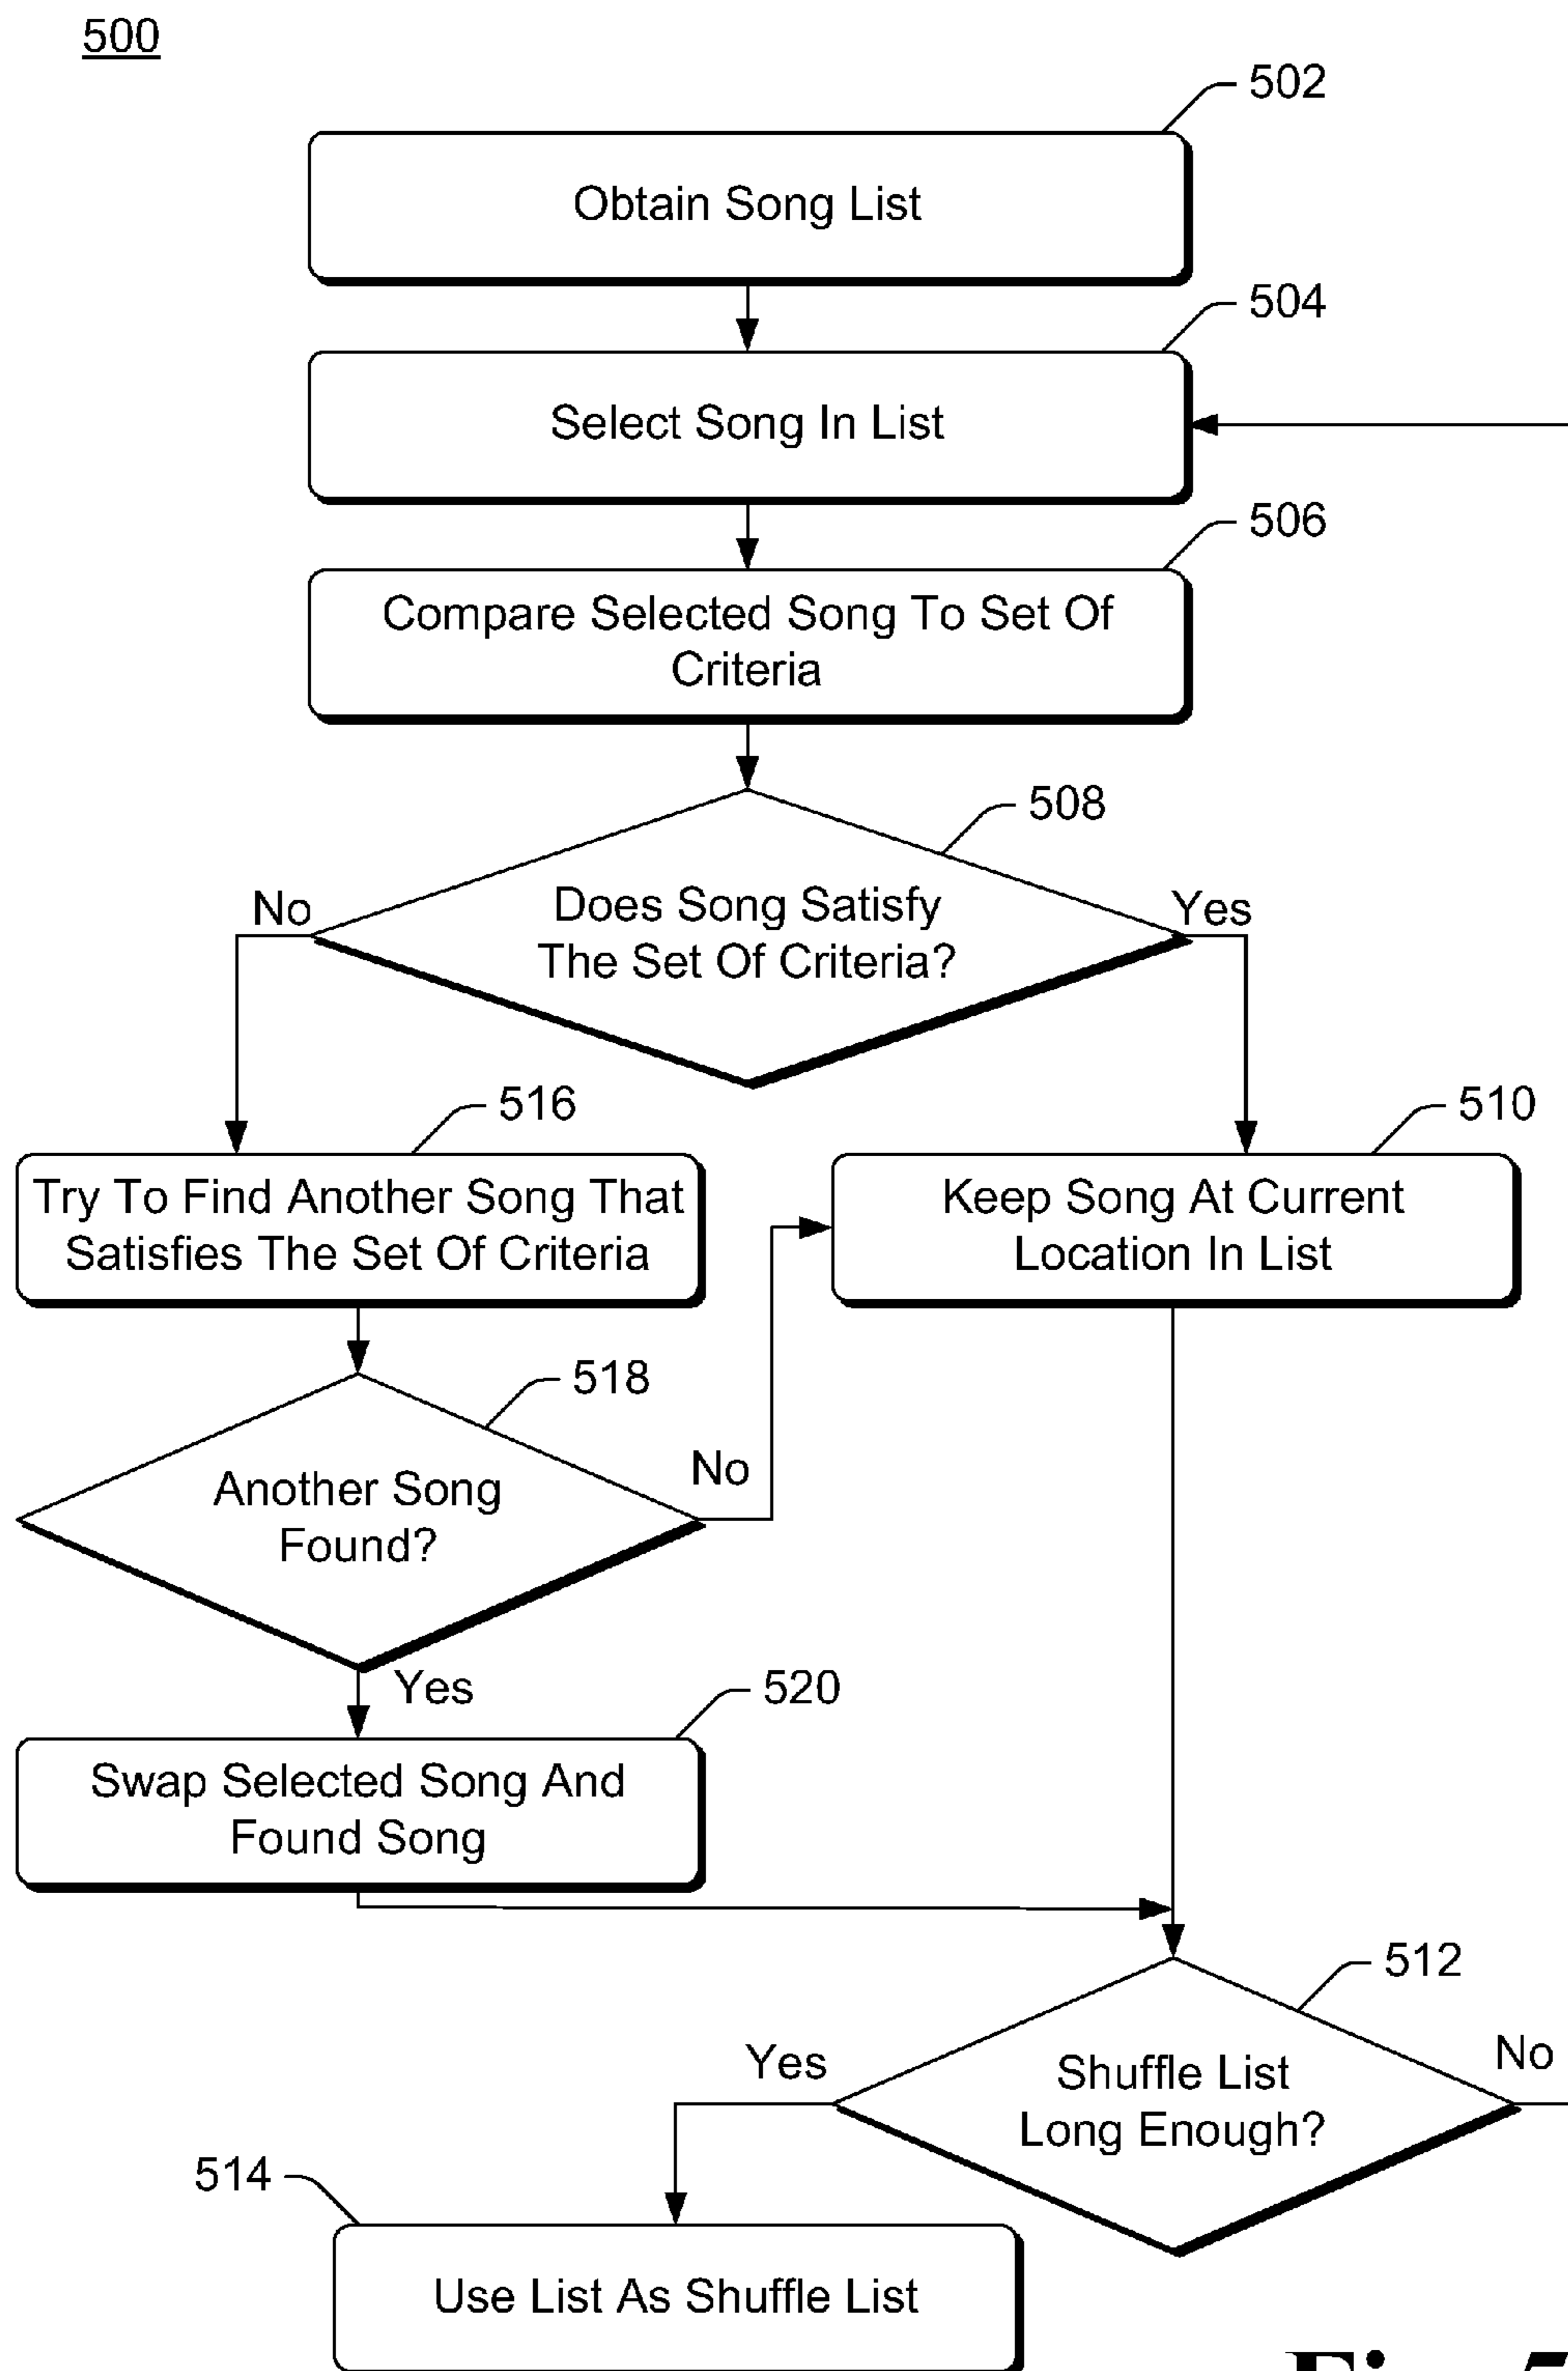 500
502
Obtain Song List
504
Select Song In List
506
Compare Selected Song To Set Of
Criteria
508
No
Yes
Does Song Satisfy
The Set Of Criteria?
516
510
Try To Find Another Song That
Satisfies The Set Of Criteria
Keep Song At Current
Location In List
518
No
Another Song
Found?
Yes
520
Swap Selected Song And
Found Song
512
Yes
No
Shuffle List
Long Enough?
514
Use List As Shuffle List